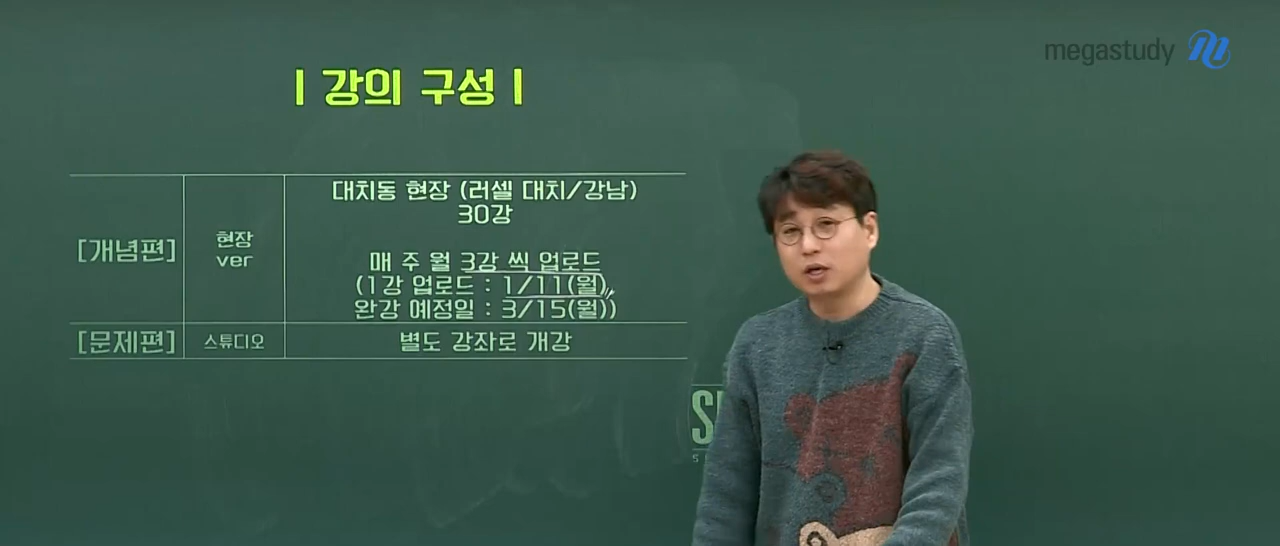 megastudy
| 강의 구성 |
[개념편]
현장
ver
대치동 현장 (러셀 대치/강남)
30강
매 주 월 3강 씩 업로드
(1강 업로드 : 1/11(월),
완강 예정일 : 3/15(월))
[문제편]
스튜디오
별도 강좌로 개강